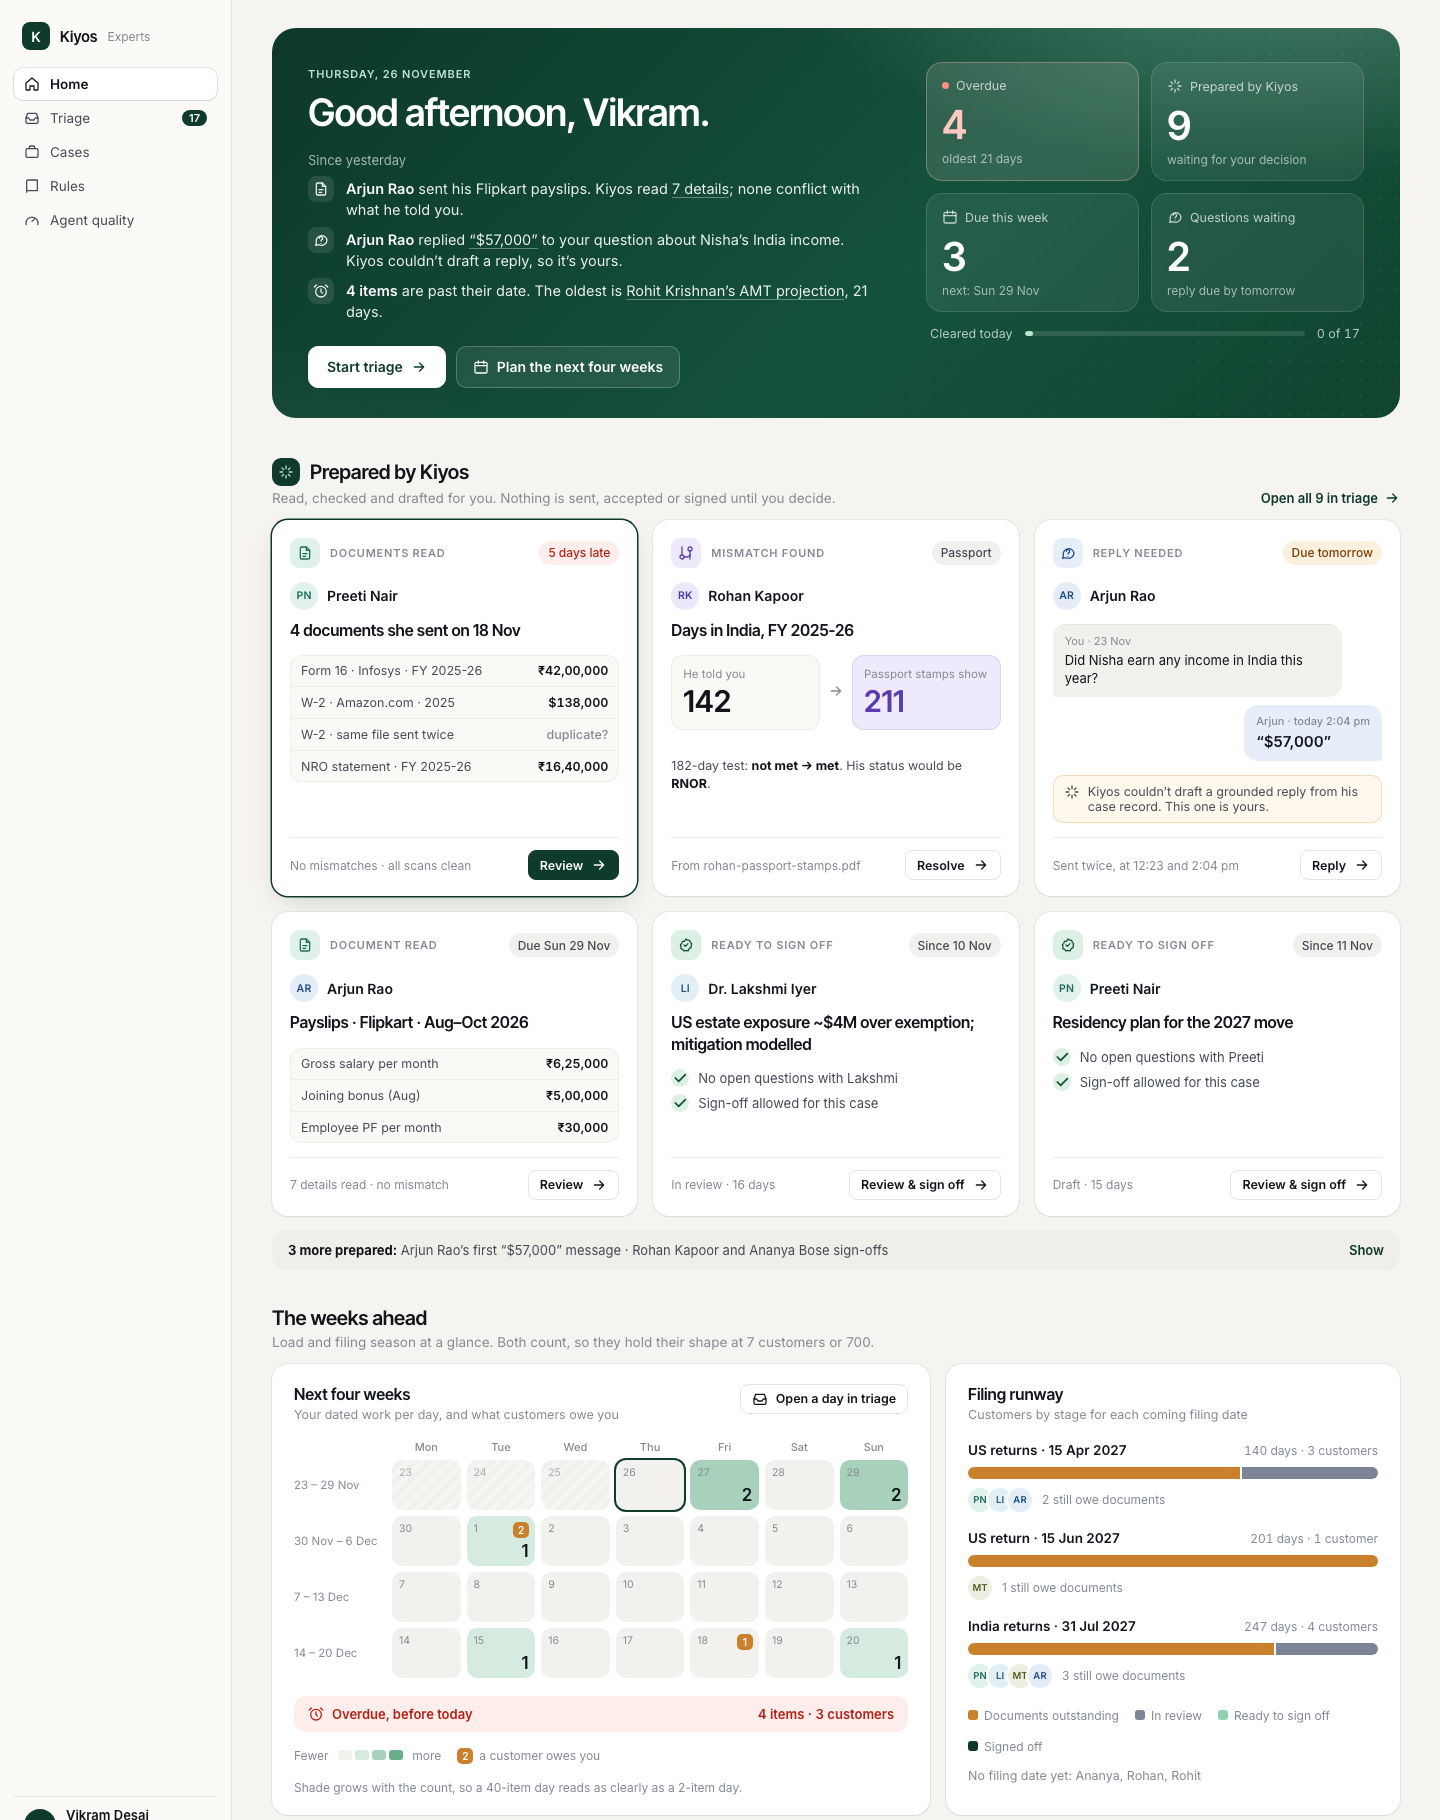 K Kiyos Experts
Home
Triage 17
Cases
Rules
Agent quality
THURSDAY, 26 NOVEMBER
Good afternoon, Vikram.
Since yesterday
Arjun Rao sent his Flipkart payslips. Kiyos read 7 details; none conflict with
what he told you.
Arjun Rao replied “$57,000” to your question about Nisha’s India income.
Kiyos couldn’t draft a reply, so it’s yours.
4 items are past their date. The oldest is Rohit Krishnan’s AMT projection, 21
days.
Start triage →
Plan the next four weeks
Overdue
4
oldest 21 days
Prepared by Kiyos
9
waiting for your decision
Due this week
3
next: Sun 29 Nov
Questions waiting
2
reply due by tomorrow
Cleared today 0 of 17
Prepared by Kiyos
Read, checked and drafted for you. Nothing is sent, accepted or signed until you decide.
Open all 9 in triage →
DOCUMENTS READ 5 days late
PN Preeti Nair
4 documents she sent on 18 Nov
Form 16 · Infosys · FY 2025-26 ₹42,00,000
W-2 · Amazon.com · 2025 $138,000
W-2 · same file sent twice duplicate?
NRO statement · FY 2025-26 ₹16,40,000
No mismatches · all scans clean Review →
MISMATCH FOUND Passport
RK Rohan Kapoor
Days in India, FY 2025-26
He told you
142
→
Passport stamps show
211
182-day test: not met → met. His status would be
RNOR.
From rohan-passport-stamps.pdf Resolve →
REPLY NEEDED Due tomorrow
AR Arjun Rao
You · 23 Nov
Did Nisha earn any income in India this
year?
Arjun · today 2:04 pm
“$57,000”
Kiyos couldn’t draft a grounded reply from his
case record. This one is yours.
Sent twice, at 12:23 and 2:04 pm Reply →
DOCUMENT READ Due Sun 29 Nov
AR Arjun Rao
Payslips · Flipkart · Aug–Oct 2026
Gross salary per month ₹6,25,000
Joining bonus (Aug) ₹5,00,000
Employee PF per month ₹30,000
7 details read · no mismatch Review →
READY TO SIGN OFF Since 10 Nov
LI Dr. Lakshmi Iyer
US estate exposure ~$4M over exemption;
mitigation modelled
No open questions with Lakshmi
Sign-off allowed for this case
In review · 16 days Review & sign off →
READY TO SIGN OFF Since 11 Nov
PN Preeti Nair
Residency plan for the 2027 move
No open questions with Preeti
Sign-off allowed for this case
Draft · 15 days Review & sign off →
3 more prepared: Arjun Rao’s first “$57,000” message · Rohan Kapoor and Ananya Bose sign-offs Show
The weeks ahead
Load and filing season at a glance. Both count, so they hold their shape at 7 customers or 700.
Next four weeks
Your dated work per day, and what customers owe you
Open a day in triage
Mon Tue Wed Thu Fri Sat Sun
23 – 29 Nov 23 24 25 26 27 2 28 29 2
30 Nov – 6 Dec 30 1 2 1 2 3 4 5 6
7 – 13 Dec 7 8 9 10 11 12 13
14 – 20 Dec 14 15 1 16 17 18 1 19 20 1
Overdue, before today 4 items · 3 customers
Fewer more 2 a customer owes you
Shade grows with the count, so a 40-item day reads as clearly as a 2-item day.
Filing runway
Customers by stage for each coming filing date
US returns · 15 Apr 2027 140 days · 3 customers
PN LI AR 2 still owe documents
US return · 15 Jun 2027 201 days · 1 customer
MT 1 still owe documents
India returns · 31 Jul 2027 247 days · 4 customers
PN LI MT AR 3 still owe documents
Documents outstanding In review Ready to sign off
Signed off
No filing date yet: Ananya, Rohan, Rohit
Vikram Desai